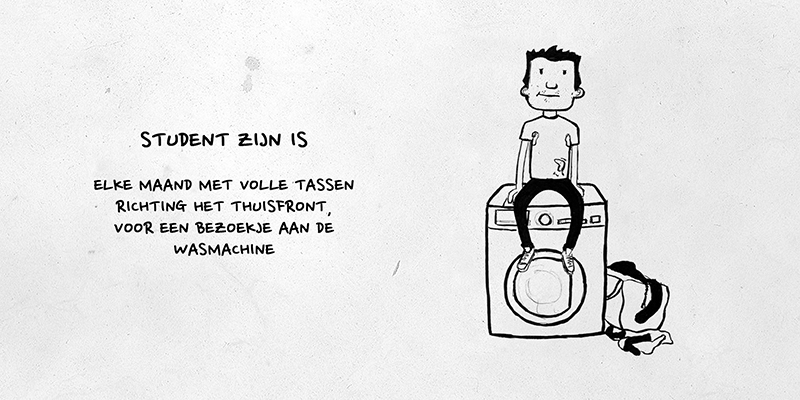 STUDENT ZIJN IS
ELKE MAAND MET VOLLE TASSEN
RICHTING HET THUISFRONT,
VOOR EEN BEZOEKJE AAN DE
WASMACHINE